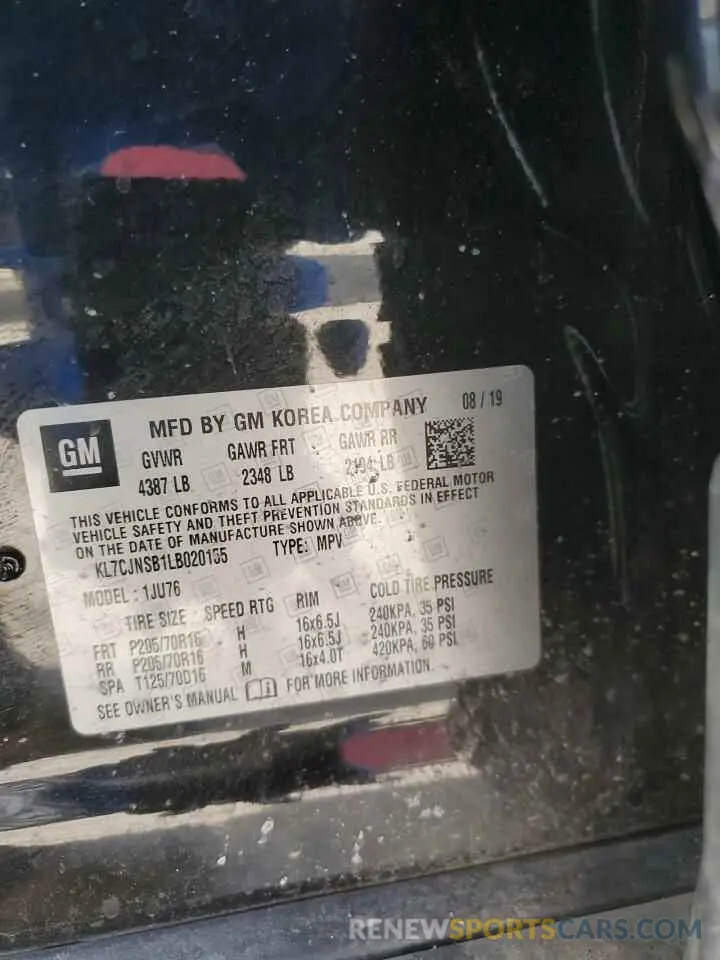 GM
MFD BY GM KOREA COMPANY 08 / 19
GVWR GAWR FRT GAWR RR
4387 LB 2348 LB 2194 LB
THIS VEHICLE CONFORMS TO ALL APPLICABLE U.S. FEDERAL MOTOR
VEHICLE SAFETY AND THEFT PREVENTION STANDARDS IN EFFECT
ON THE DATE OF MANUFACTURE SHOWN ABOVE.
TYPE: MPV
MODEL: 1JU76
TIRE SIZE SPEED RTG RIM COLD TIRE PRESSURE
FRT P205/70R16 H 16x6.5J 240KPA, 35 PSI
RR P205/70R16 H 16x6.5J 240KPA, 35 PSI
SPA T125/70D16 M 16x4.0T 420KPA, 60 PSI
SEE OWNER'S MANUAL FOR MORE INFORMATION.
RENEWSPORTSCARS.COM